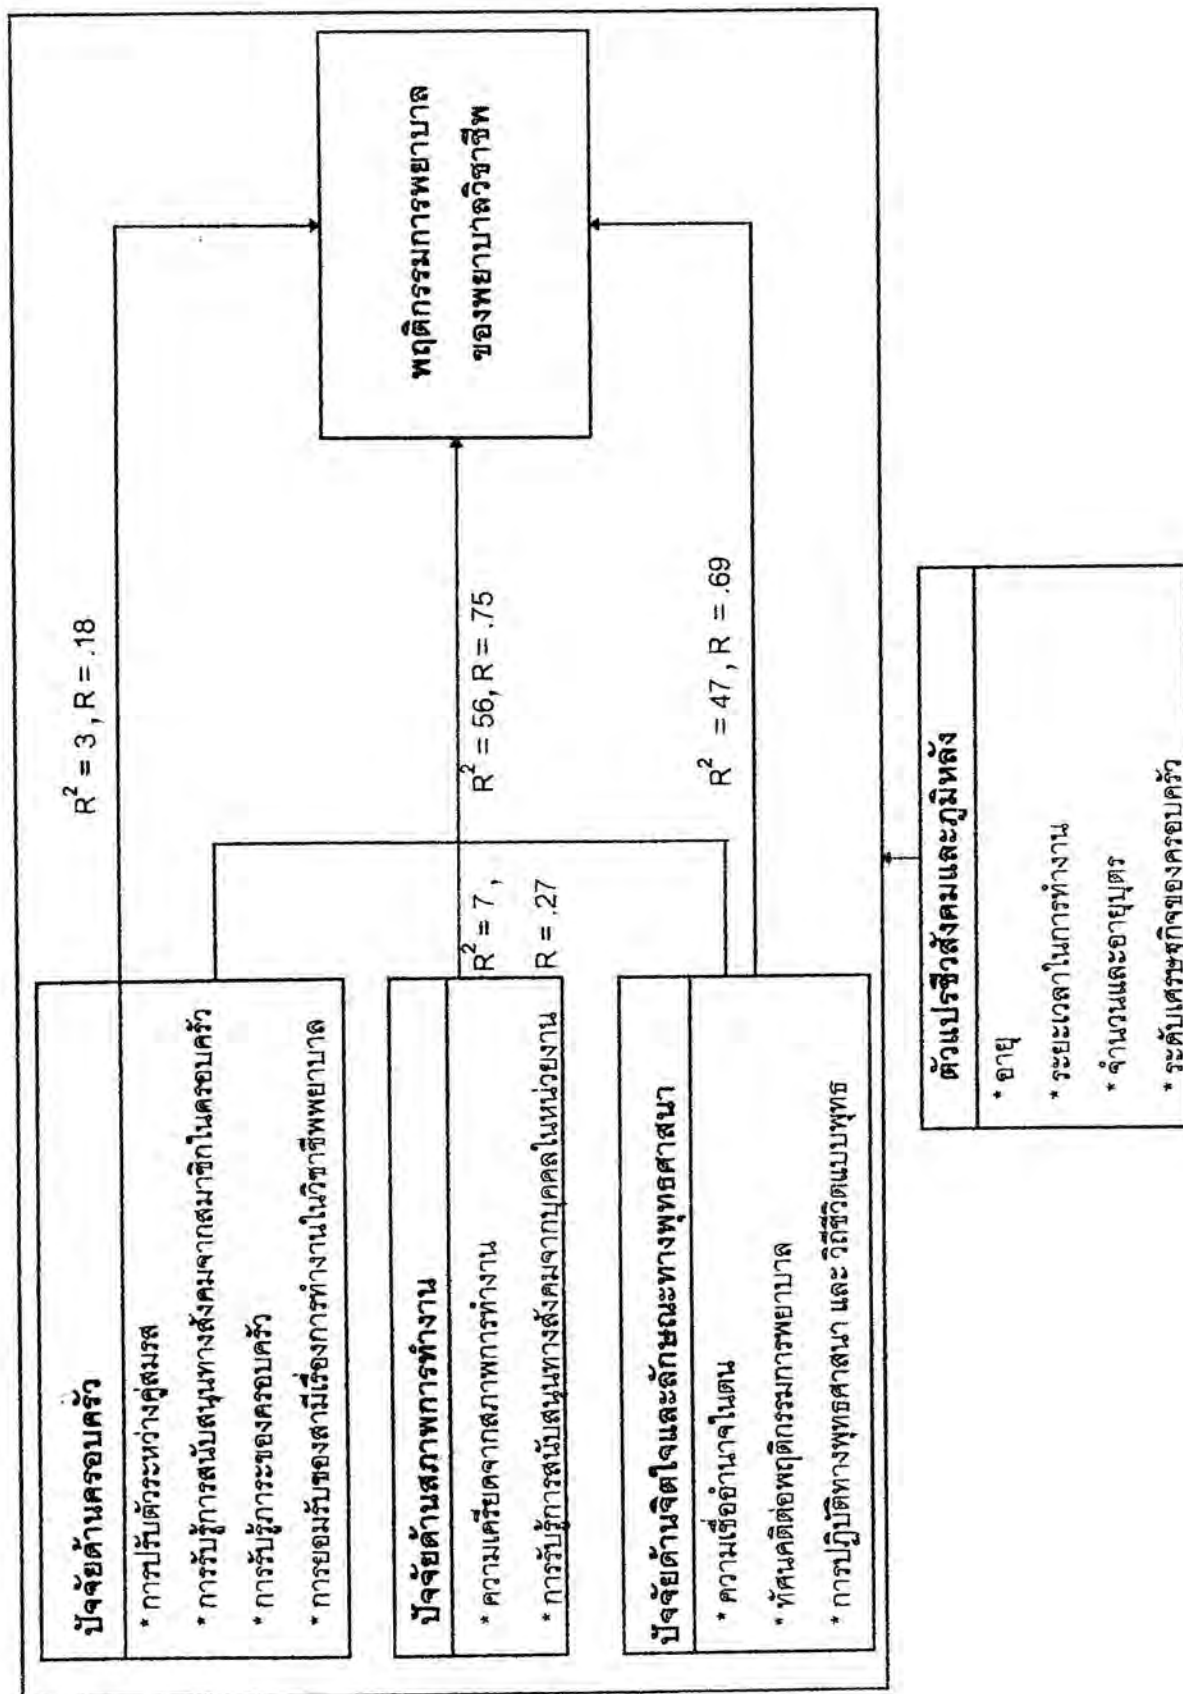 ปัจจัยด้านครอบครัว
* การปรับตัวระหว่างคู่สมรส
* การรับรู้การสนับสนุนทางสังคมจากสมาชิกในครอบครัว
* การรับรู้ภาระของครอบครัว
* การยอมรับของสามีเรื่องการทำงานในวิชาชีพพยาบาล
R² = 3 , R = .18
ปัจจัยด้านสภาพการทำงาน
* ความเครียดจากสภาพการทำงาน
* การรับรู้การสนับสนุนทางสังคมจากบุคคลในหน่วยงาน
R² = 7 ,
R = .27
R² = 56, R = .75
ปัจจัยด้านจิตใจและลักษณะทางพุทธศาสนา
* ความเชื่ออำนาจในตน
* ทัศนคติต่อพฤติกรรมการพยาบาล
* การปฏิบัติทางพุทธศาสนา และ วิถีชีวิตแบบพุทธ
R² = 47 , R = .69
พฤติกรรมการพยาบาล
ของพยาบาลวิชาชีพ
ตัวแปรชีวสังคมและภูมิหลัง
* อายุ
* ระยะเวลาในการทำงาน
* จำนวนและอายุบุตร
* ระดับเศรษฐกิจของครอบครัว